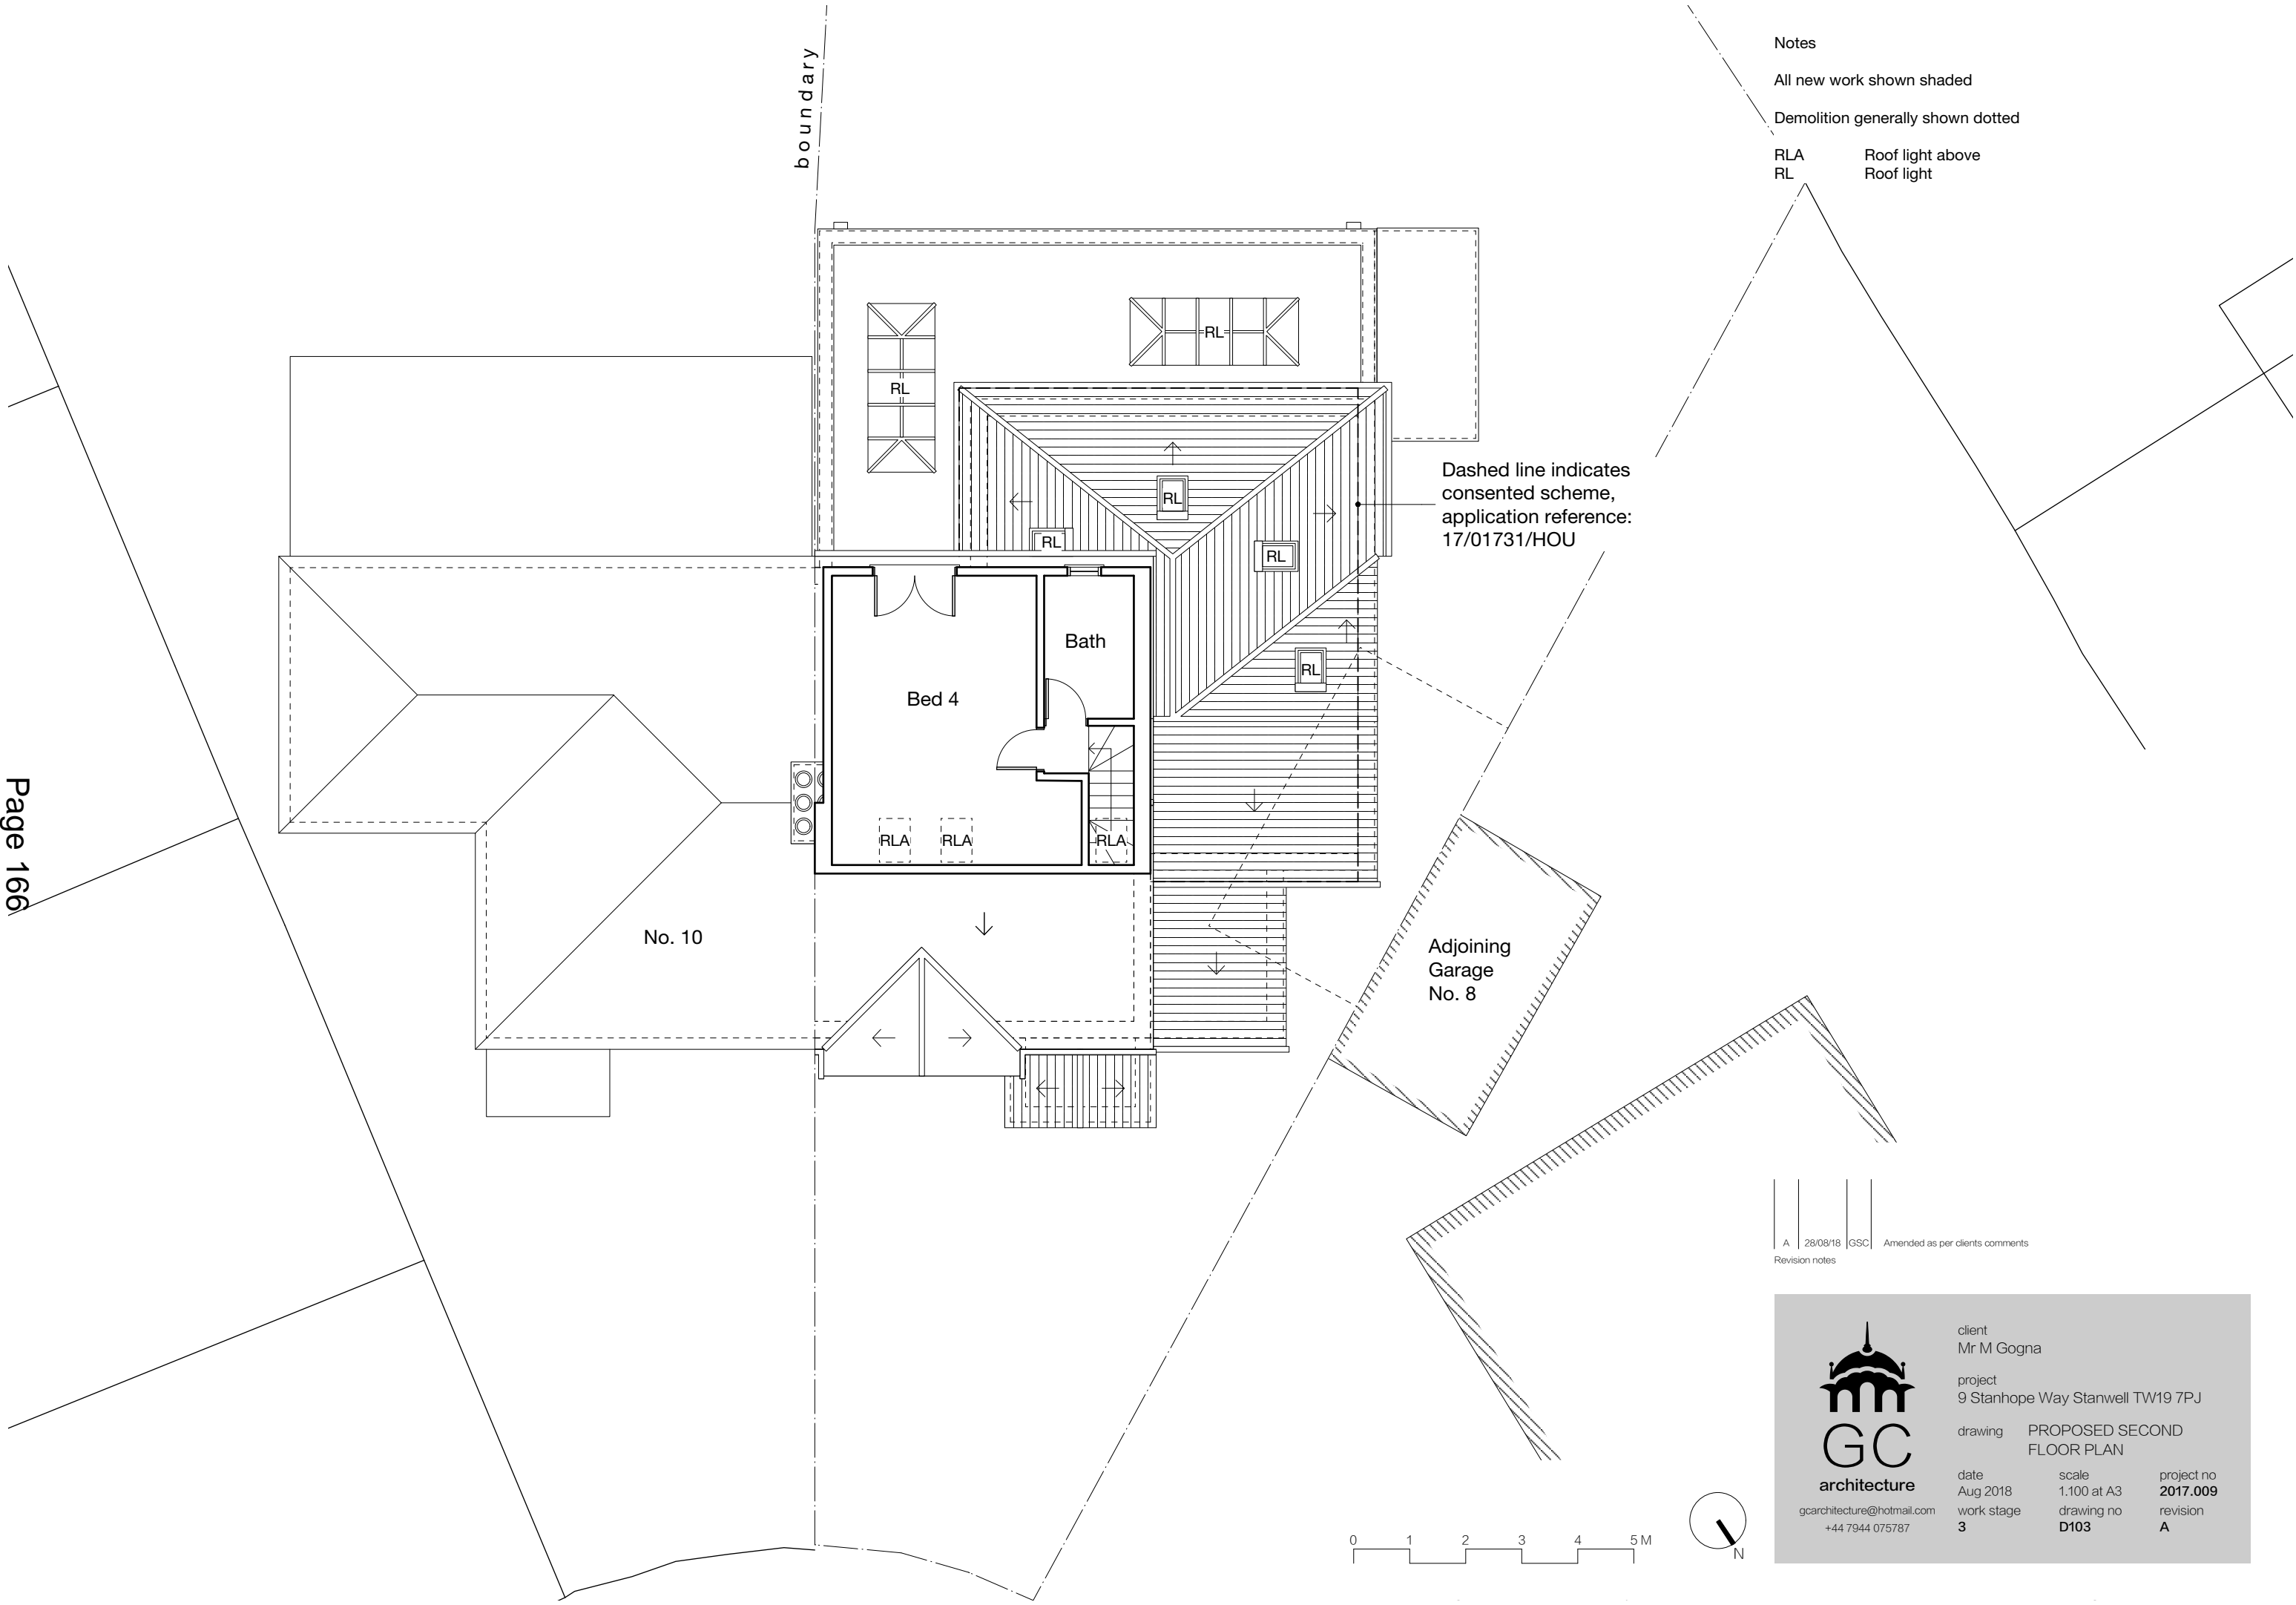 Notes
All new work shown shaded
Demolition generally shown dotted
RLA Roof light above
RL Roof light
boundary
RL
RL
RL
RL
RL
RL
Dashed line indicates
consented scheme,
application reference:
17/01731/HOU
Bath
Bed 4
RLA
RLA
RLA
No. 10
Adjoining
Garage
No. 8
Page 166
A 28/08/18 GSC Amended as per clients comments
Revision notes
client
Mr M Gogna
project
9 Stanhope Way Stanwell TW19 7PJ
drawing PROPOSED SECOND
FLOOR PLAN
date scale project no
Aug 2018 1.100 at A3 2017.009
work stage drawing no revision
3 D103 A
GC
architecture
gcarchitecture@hotmail.com
+44 7944 075787
0 1 2 3 4 5 M
N